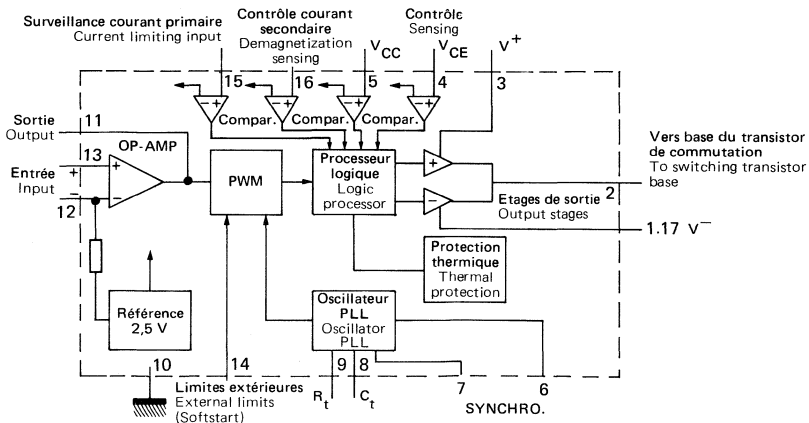 Surveillance courant primaire
Current limiting input
Contrôle courant
secondaire
Demagnetization
sensing
Contrôle
Sensing
VCC
VCE
V+
15
16
5
4
3
Compar.
Compar.
Compar.
Compar.
Sortie
Output
11
OP-AMP
13
Entrée
Input
+
-
12
PWM
Processeur
logique
Logic
processor
Etages de sortie
Output stages
2
Vers base du transistor
de commutation
To switching transistor
base
1.17 V-
Protection
thermique
Thermal
protection
Référence
2,5 V
Oscillateur
PLL
Oscillator
PLL
10
14
9
8
7
6
Limites extérieures
External limits
(Softstart)
Rt
Ct
SYNCHRO.